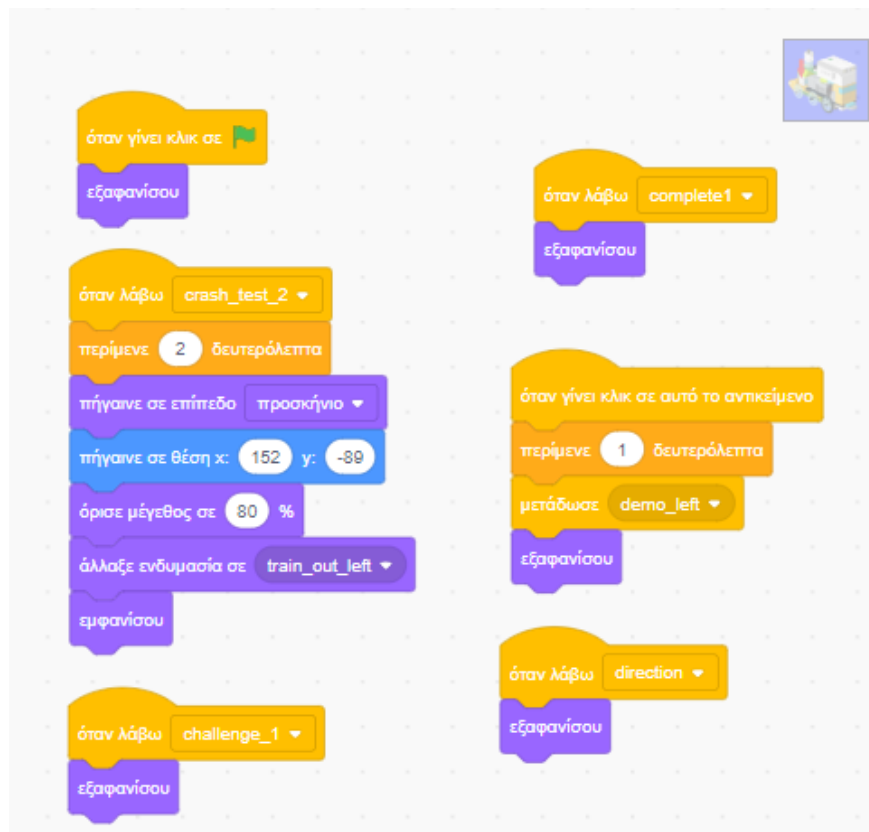 όταν γίνει κλικ σε
εξαφανίσου
όταν λάβω crash_test_2
περίμενε 2 δευτερόλεπτα
πήγαινε σε επίπεδο προσκήνιο
πήγαινε σε θέση x: 152 y: -89
όρισε μέγεθος σε 80 %
άλλαξε ενδυμασία σε train_out_left
εμφανίσου
όταν λάβω challenge_1
εξαφανίσου
όταν λάβω complete1
εξαφανίσου
όταν γίνει κλικ σε αυτό το αντικείμενο
περίμενε 1 δευτερόλεπτα
μετάδωσε demo_left
εξαφανίσου
όταν λάβω direction
εξαφανίσου